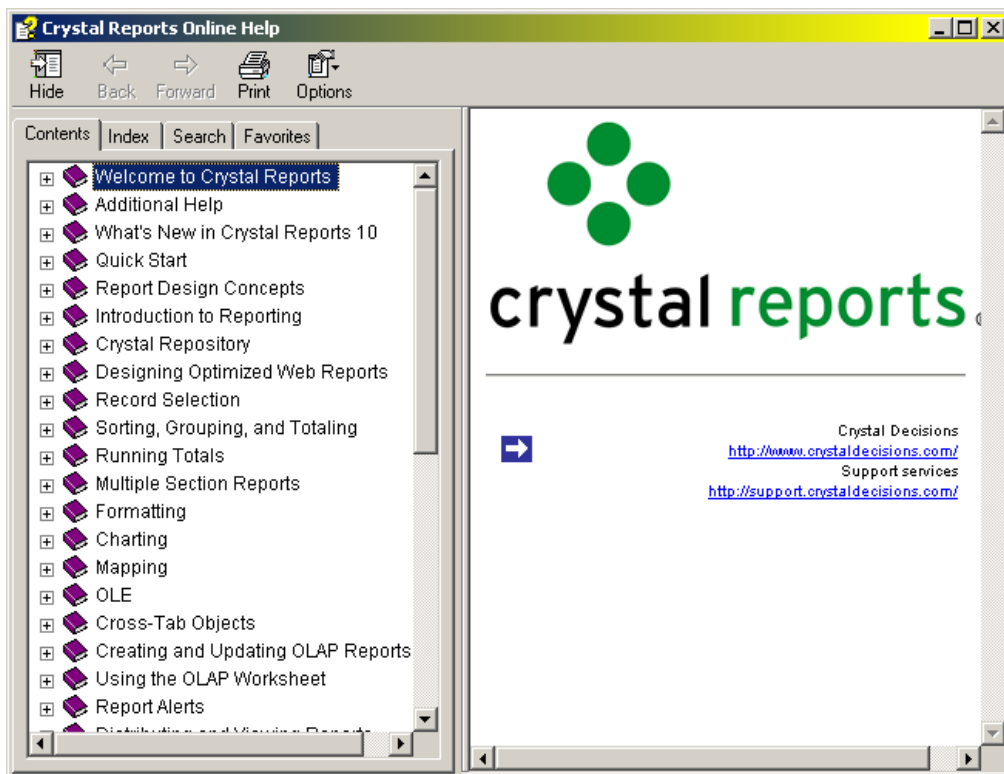 Crystal Reports Online Help
Hide Back Forward Print Options
Contents Index Search Favorites
Welcome to Crystal Reports
Additional Help
What's New in Crystal Reports 10
Quick Start
Report Design Concepts
Introduction to Reporting
Crystal Repository
Designing Optimized Web Reports
Record Selection
Sorting, Grouping, and Totaling
Running Totals
Multiple Section Reports
Formatting
Charting
Mapping
OLE
Cross-Tab Objects
Creating and Updating OLAP Reports
Using the OLAP Worksheet
Report Alerts
Distributing and Viewing Reports
crystal reports
Crystal Decisions
http://www.crystaldecisions.com/
Support services
http://support.crystaldecisions.com/